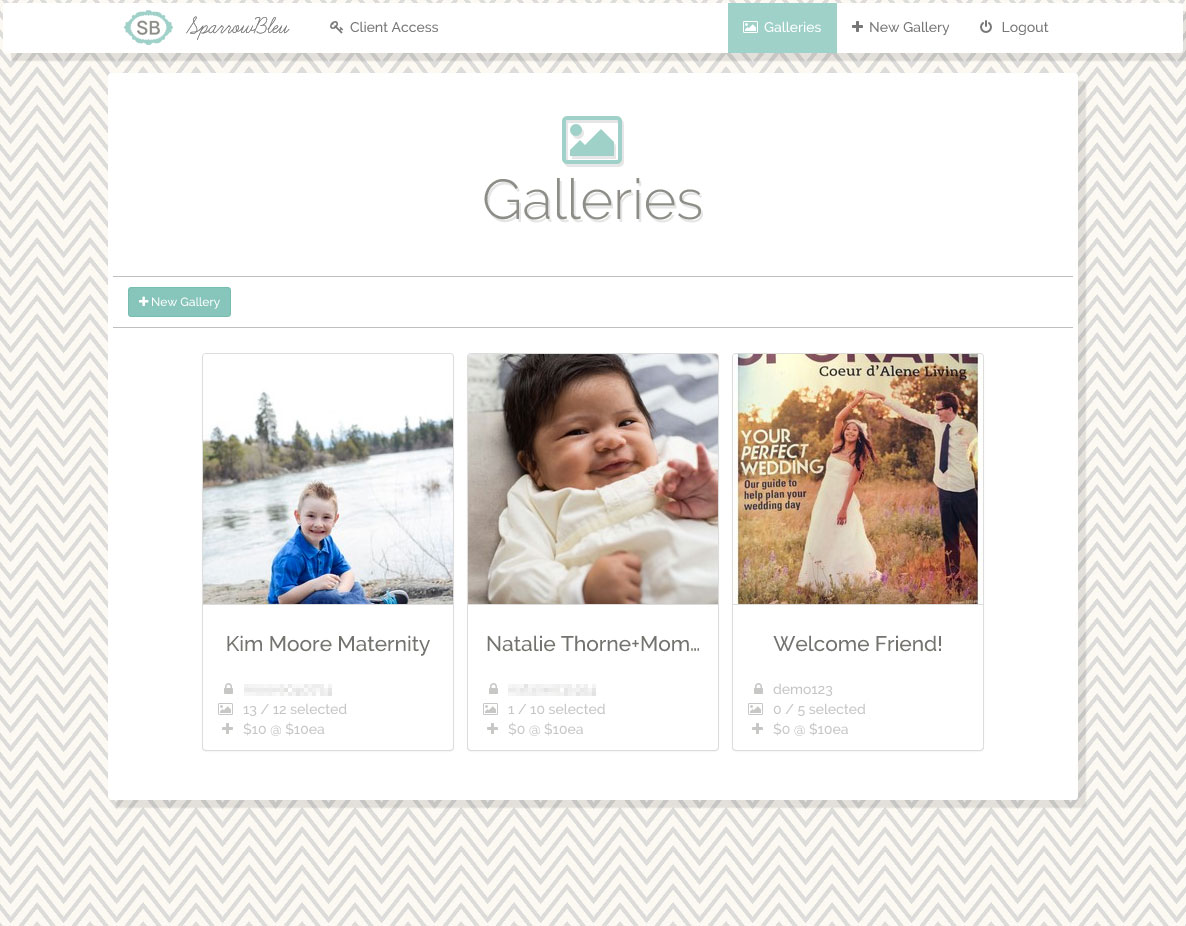 SB SparrowBleu Client Access Galleries New Gallery Logout
Galleries
New Gallery
Coeur d'Alene Living
YOUR
PERFECT
WEDDING
Our guide to
help plan your
wedding day
Kim Moore Maternity
13 / 12 selected
$10 @ $10ea
Natalie Thorne+Mom...
1 / 10 selected
$0 @ $10ea
Welcome Friend!
demo123
0 / 5 selected
$0 @ $10ea